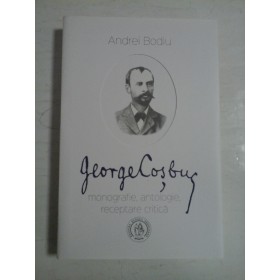 Andrei Bodiu
George Coșbuc
monografie, antologie,
receptare critică